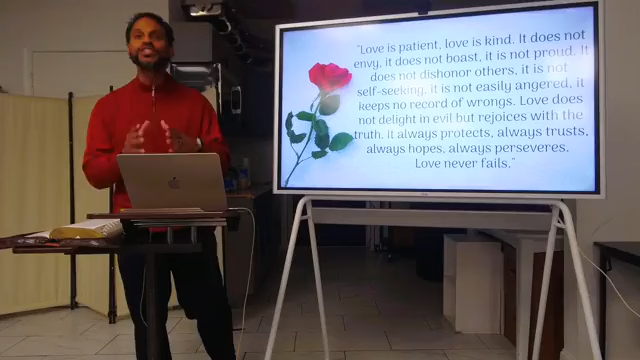 "Love is patient, love is kind. It does not
envy, it does not boast, it is not proud. It
does not dishonor others, it is not
self-seeking, it is not easily angered, it
keeps no record of wrongs. Love does
not delight in evil but rejoices with the
truth. It always protects, always trusts,
always hopes, always perseveres.
Love never fails."